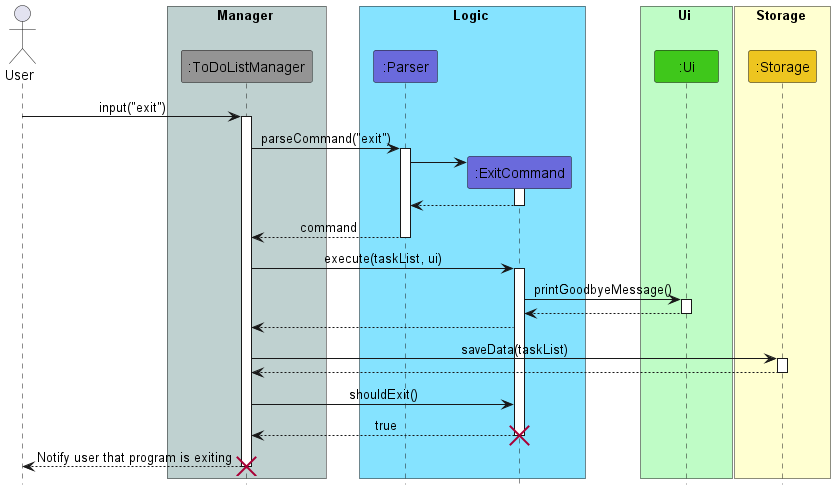 Manager
Logic
Ui
Storage
User
:ToDoListManager
:Parser
:Ui
:Storage
input("exit")
parseCommand("exit")
:ExitCommand
command
execute(taskList, ui)
printGoodbyeMessage()
saveData(taskList)
shouldExit()
true
Notify user that program is exiting